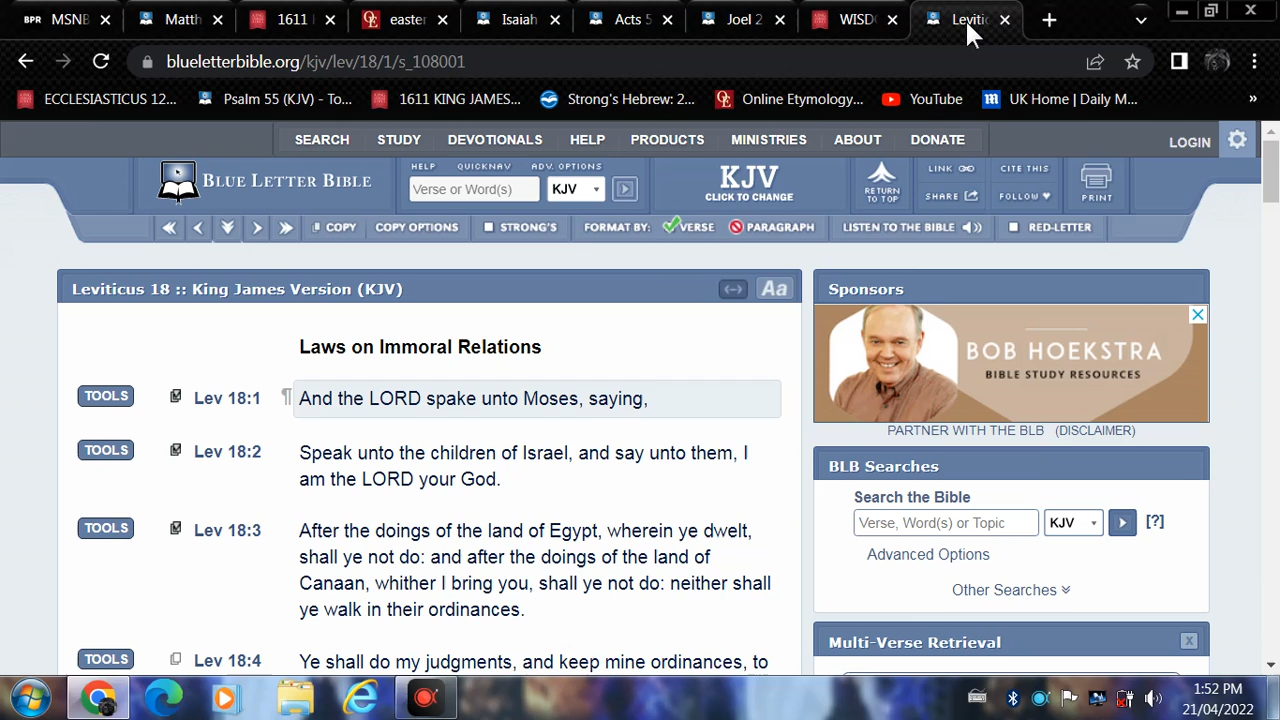 BPR MSNB
Matth
1611
easter
Isaiah
Acts 5
Joel 2
WISD
Leviti
blueletterbible.org/kjv/lev/18/1/s_108001
ECCLESIASTICUS 12...
Psalm 55 (KJV) - To...
1611 KING JAMES...
Strong's Hebrew: 2...
OE Online Etymology...
YouTube
UK Home | Daily M...
»
SEARCH STUDY DEVOTIONALS HELP PRODUCTS MINISTRIES ABOUT DONATE
LOGIN
BLUE LETTER BIBLE
HELP QUICKNAV ADV. OPTIONS
Verse or Word(s) KJV
KJV
CLICK TO CHANGE
RETURN
TO TOP
LINK
SHARE
CITE THIS
FOLLOW
PRINT
COPY COPY OPTIONS STRONG'S FORMAT BY: VERSE PARAGRAPH LISTEN TO THE BIBLE RED-LETTER
Leviticus 18 :: King James Version (KJV)
Aa
Laws on Immoral Relations
TOOLS Lev 18:1 ¶ And the LORD spake unto Moses, saying,
TOOLS Lev 18:2 Speak unto the children of Israel, and say unto them, I
am the LORD your God.
TOOLS Lev 18:3 After the doings of the land of Egypt, wherein ye dwelt,
shall ye not do: and after the doings of the land of
Canaan, whither I bring you, shall ye not do: neither shall
ye walk in their ordinances.
TOOLS Lev 18:4 Ye shall do my judgments, and keep mine ordinances, to
Sponsors
BOB HOEKSTRA
BIBLE STUDY RESOURCES
PARTNER WITH THE BLB (DISCLAIMER)
BLB Searches
Search the Bible
Verse, Word(s) or Topic KJV [?]
Advanced Options
Other Searches
Multi-Verse Retrieval
1:52 PM
21/04/2022